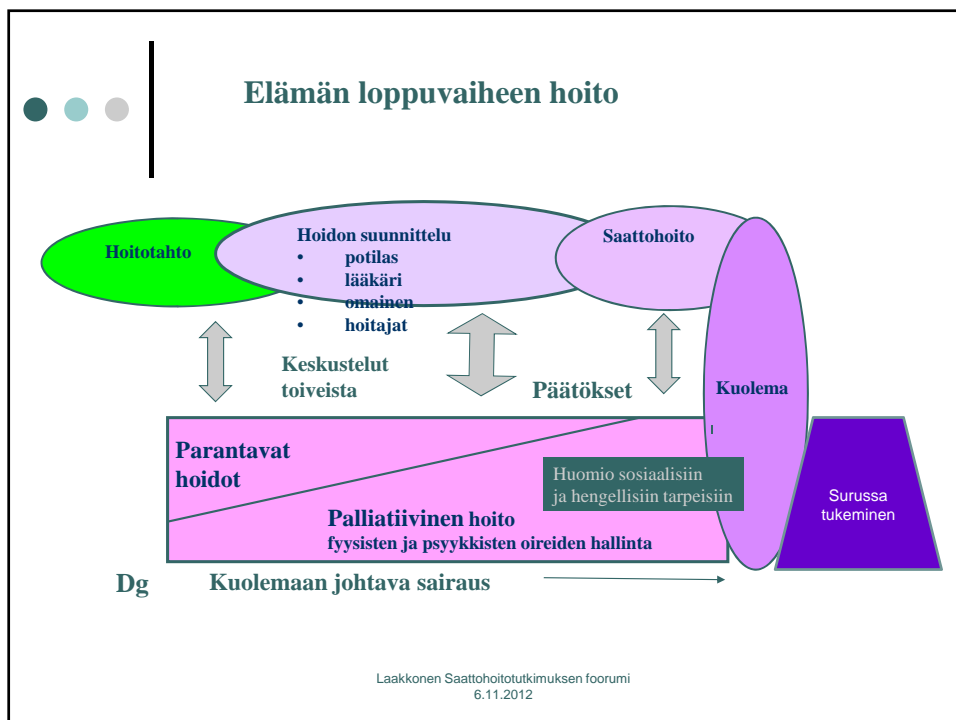 Elämän loppuvaiheen hoito
Hoitotahto
Hoidon suunnittelu
• potilas
• lääkäri
• omainen
• hoitajat
Saattohoito
Keskustelut
toiveista
Päätökset
Kuolema
Parantavat
hoidot
Huomio sosiaalisiin
ja hengellisiin tarpeisiin
Palliatiivinen hoito
fyysisten ja psyykkisten oireiden hallinta
Surussa
tukeminen
Dg Kuolemaan johtava sairaus
Laakkonen Saattohoitotutkimuksen foorumi
6.11.2012